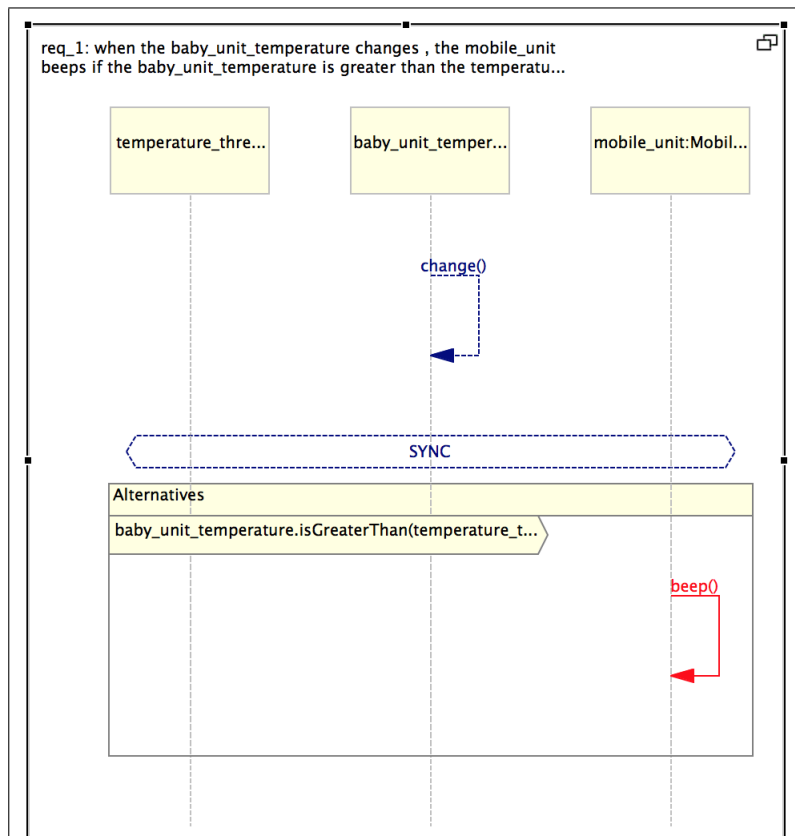 req_1: when the baby_unit_temperature changes , the mobile_unit
beeps if the baby_unit_temperature is greater than the temperatu...
temperature_thre...
baby_unit_temper...
mobile_unit:Mobil...
change()
SYNC
Alternatives
baby_unit_temperature.isGreaterThan(temperature_t...
beep()